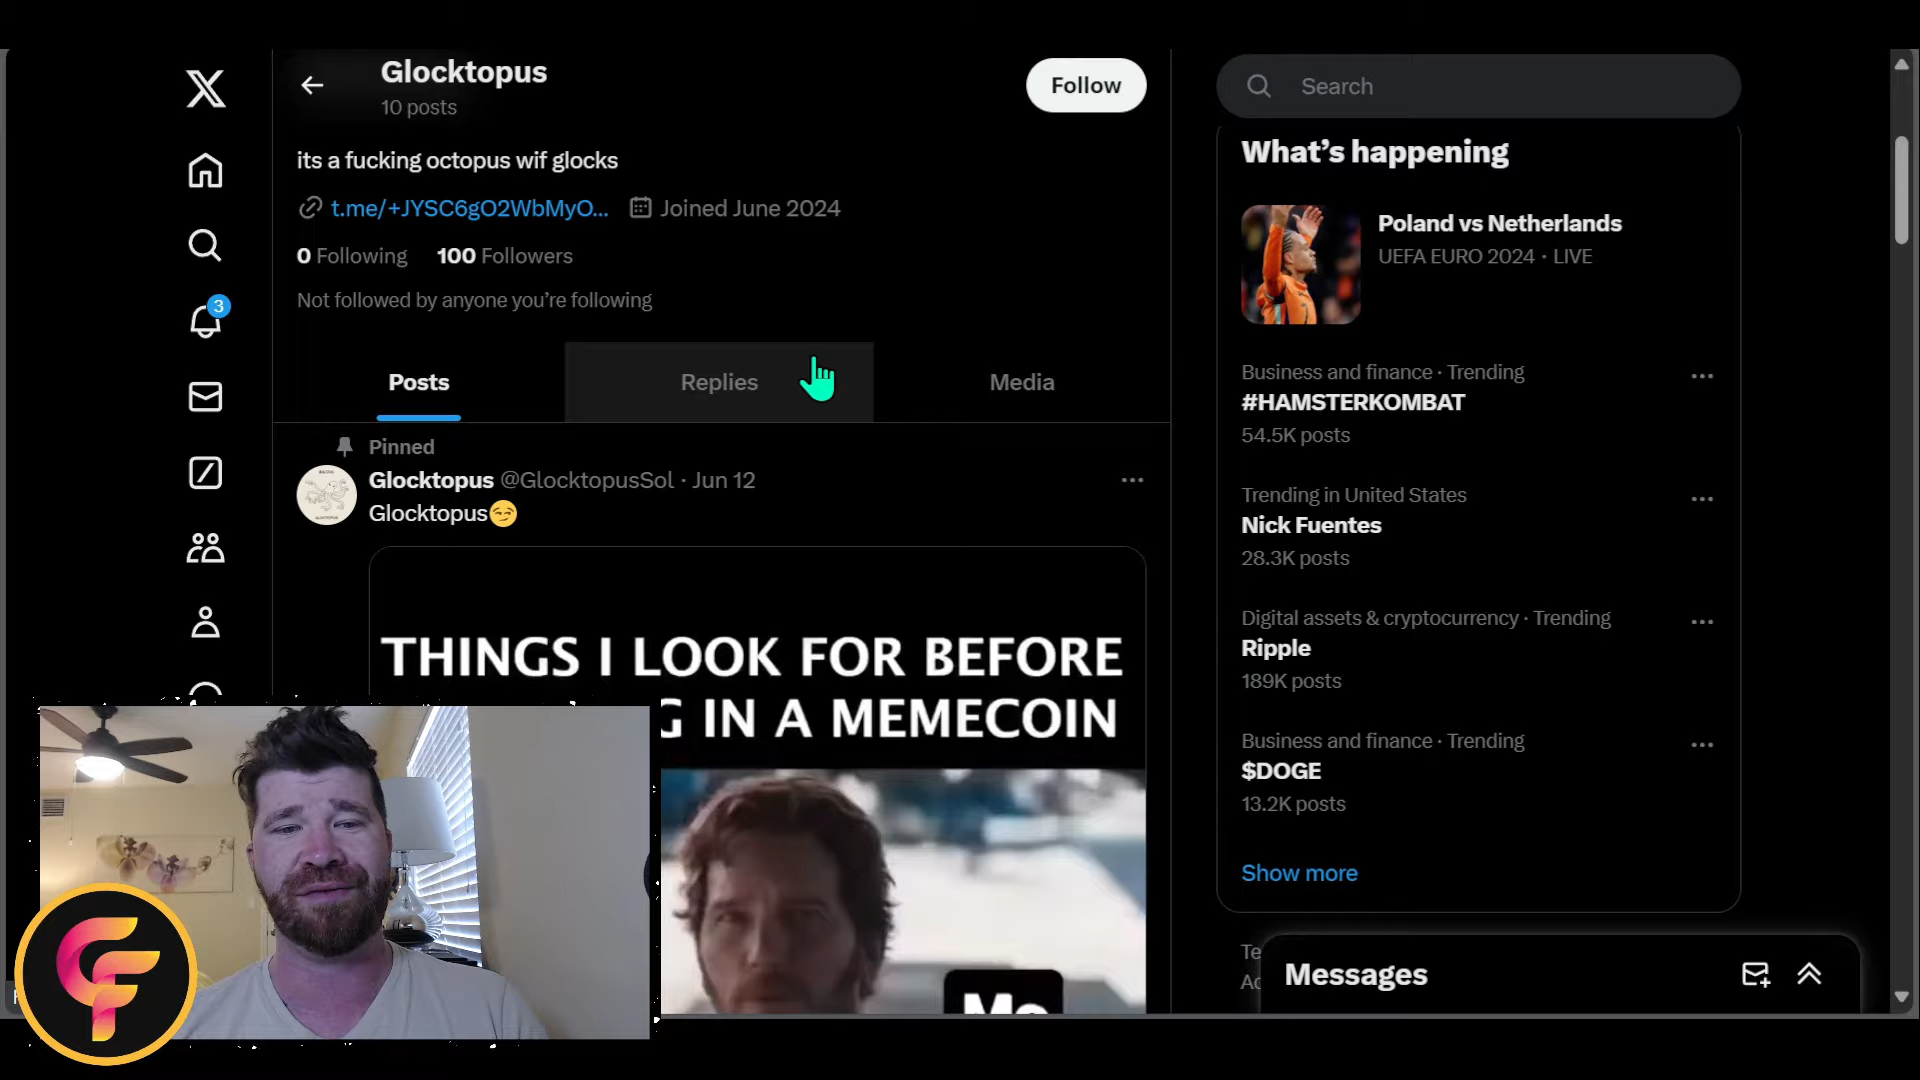 Glocktopus
10 posts
Follow
its a fucking octopus wif glocks
t.me/+JYSC6gO2WbMyO... Joined June 2024
0 Following 100 Followers
Not followed by anyone you're following
Posts Replies Media
Pinned
Glocktopus @GlocktopusSol · Jun 12
Glocktopus😏
THINGS I LOOK FOR BEFORE
IN A MEMECOIN
Me
3
Search
What's happening
Poland vs Netherlands
UEFA EURO 2024 · LIVE
Business and finance · Trending
#HAMSTERKOMBAT
54.5K posts
Trending in United States
Nick Fuentes
28.3K posts
Digital assets & cryptocurrency · Trending
Ripple
189K posts
Business and finance · Trending
$DOGE
13.2K posts
Show more
Messages